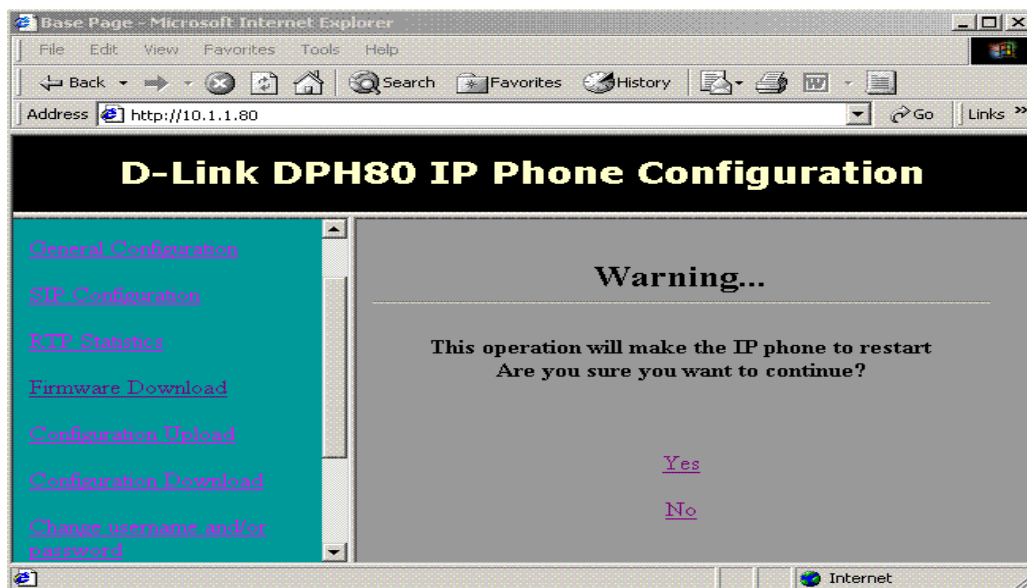 Base Page - Microsoft Internet Explorer
File Edit View Favorites Tools Help
Back Search Favorites History
Address http://10.1.1.80 Go Links »
D-Link DPH80 IP Phone Configuration
General Configuration
SIP Configuration
RTP Statistics
Firmware Download
Configuration Upload
Configuration Download
Change username and/or
password
Warning...
This operation will make the IP phone to restart
Are you sure you want to continue?
Yes
No
Internet